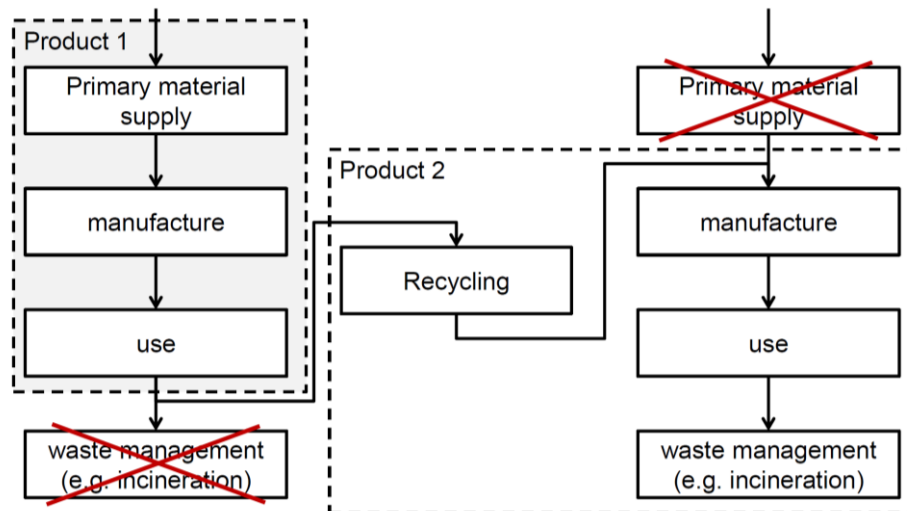 Product 1
Primary material
supply
manufacture
use
waste management
(e.g. incineration)
Product 2
Recycling
Primary material
supply
manufacture
use
waste management
(e.g. incineration)